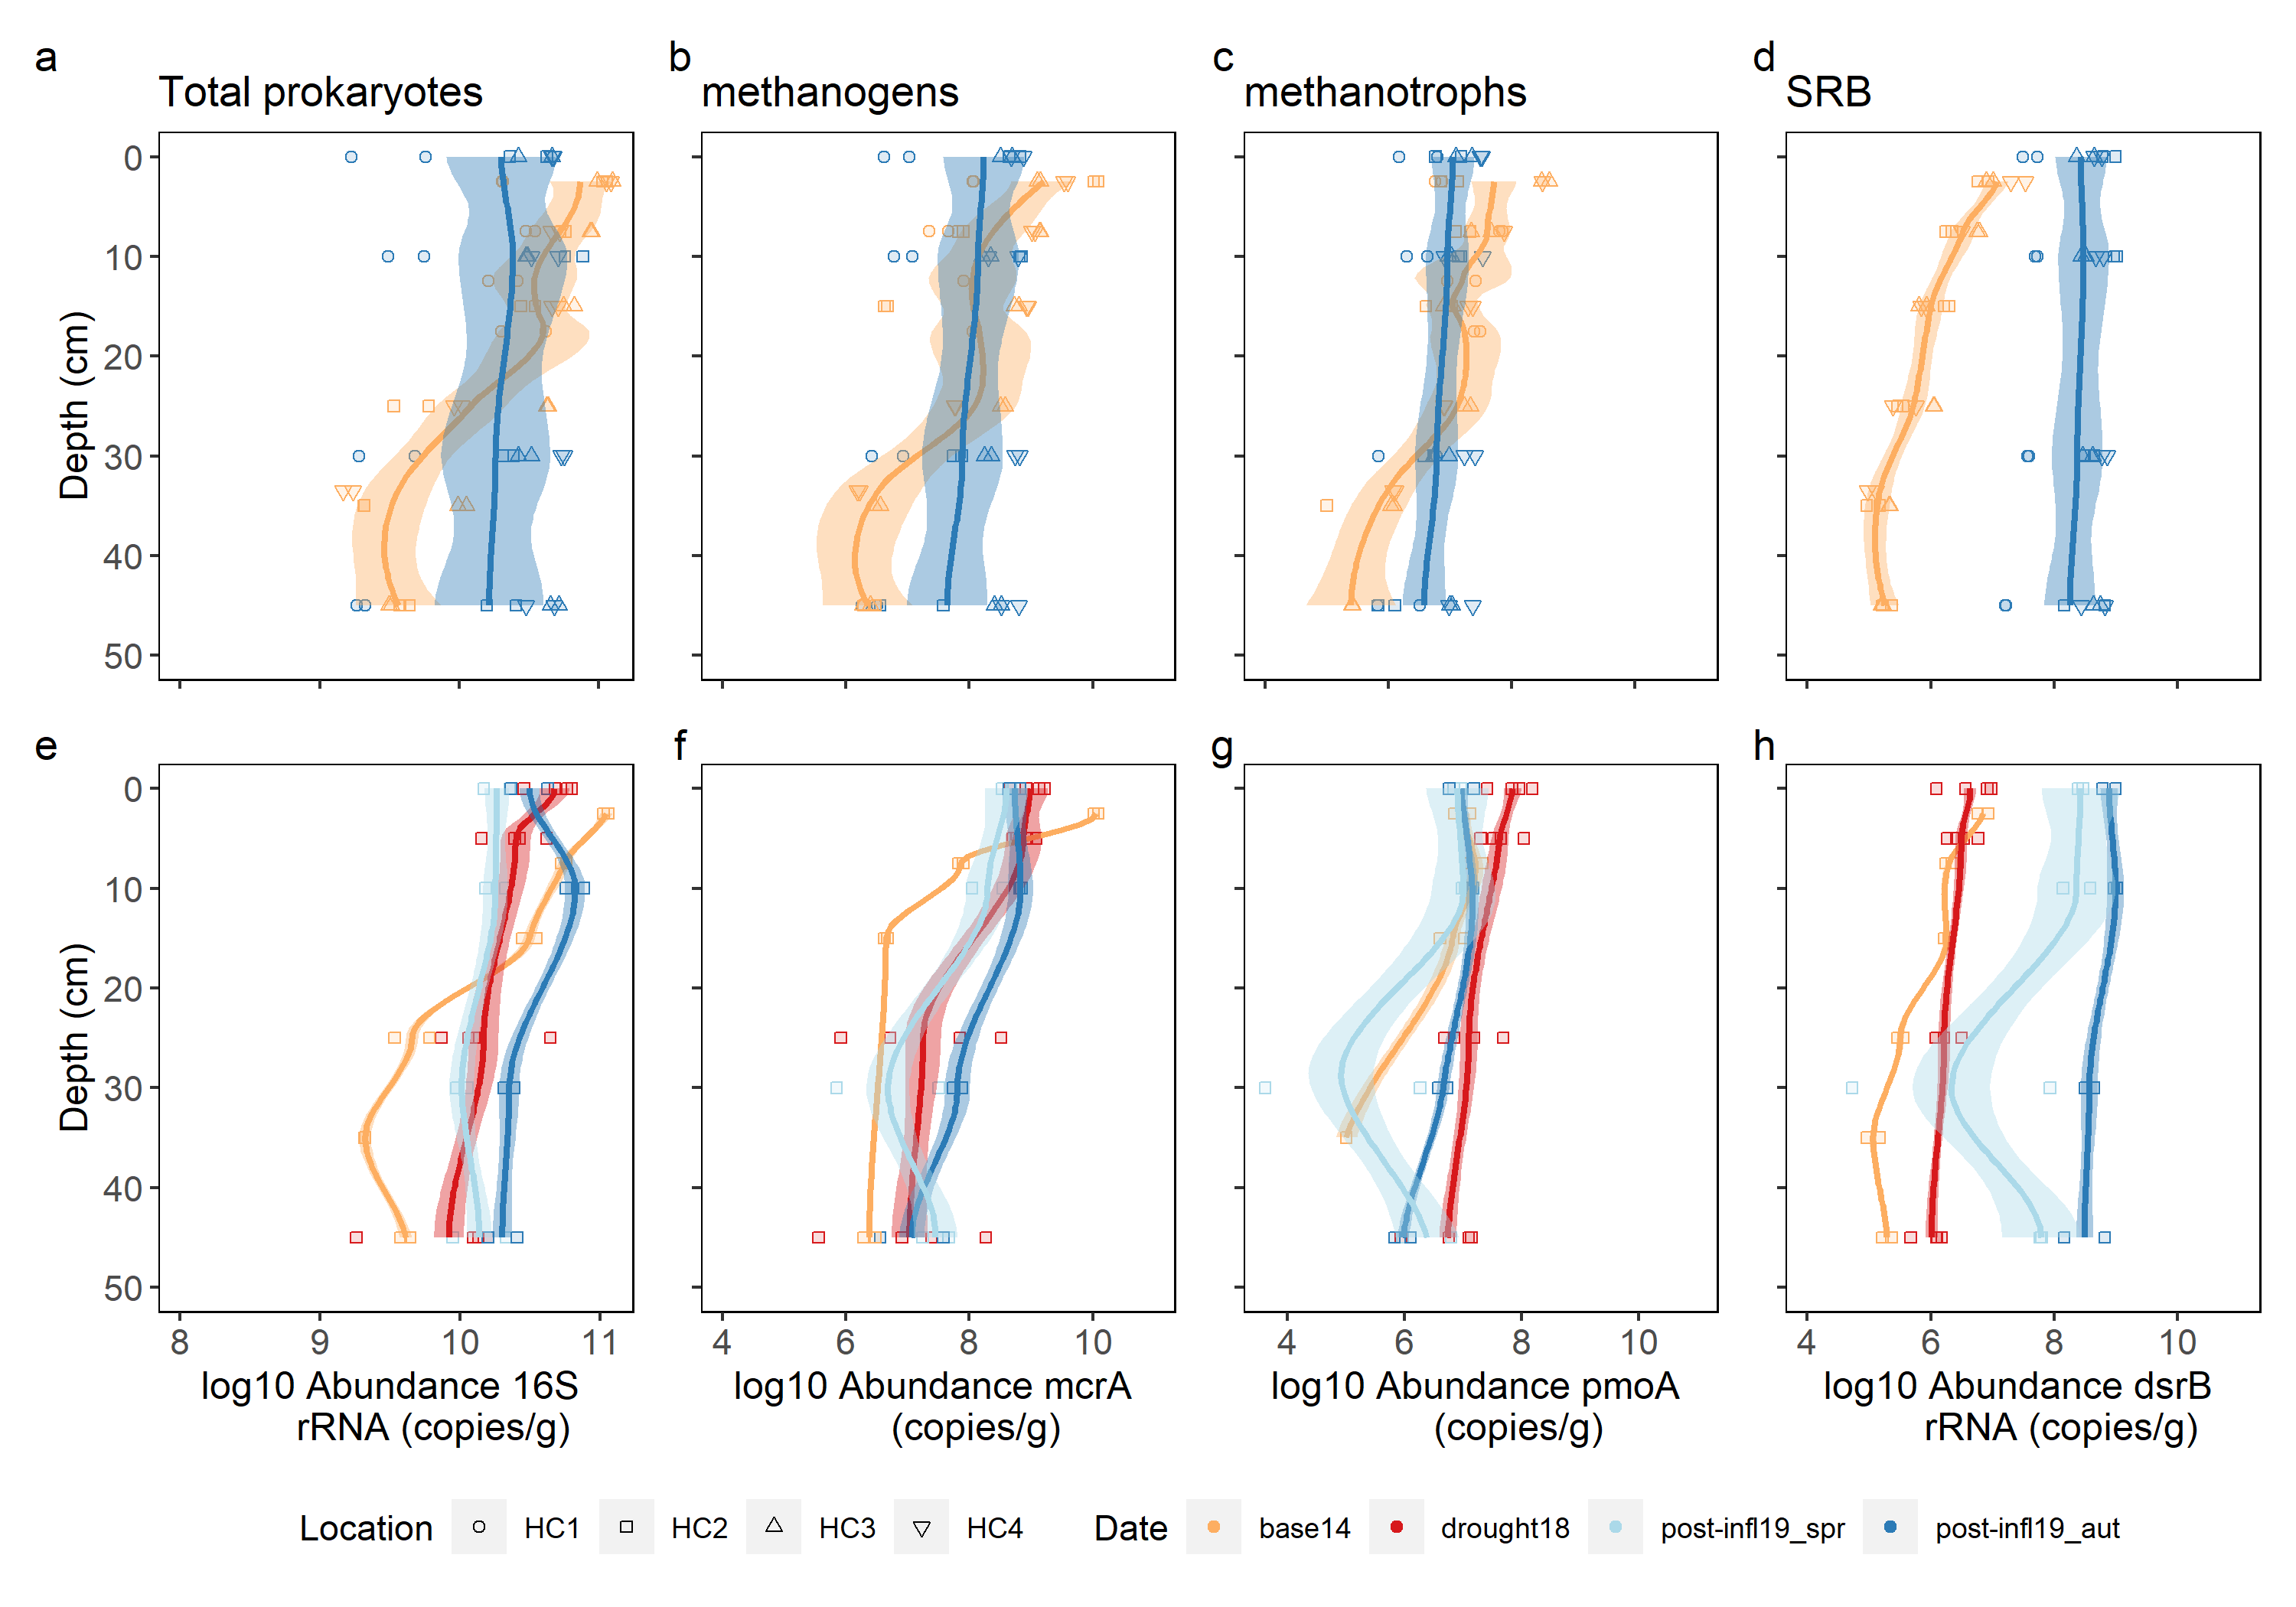 a
b
c
d
Total prokaryotes
methanogens
methanotrophs
SRB
0
10
20
30
40
50
Depth (cm)
e
f
g
h
0
10
20
30
40
50
Depth (cm)
8 9 10 11
4 6 8 10
4 6 8 10
4 6 8 10
log10 Abundance 16S
rRNA (copies/g)
log10 Abundance mcrA
(copies/g)
log10 Abundance pmoA
(copies/g)
log10 Abundance dsrB
rRNA (copies/g)
Location HC1 HC2 HC3 HC4 Date base14 drought18 post-infl19_spr post-infl19_aut